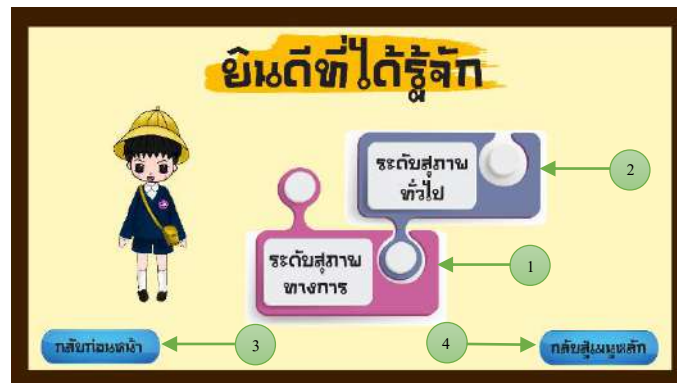 ยินดีที่ได้รู้จัก
ระดับสุภาพ
ทั่วไป
2
ระดับสุภาพ
ทางการ
1
กลับก่อนหน้า
3
4
กลับสู่เมนูหลัก